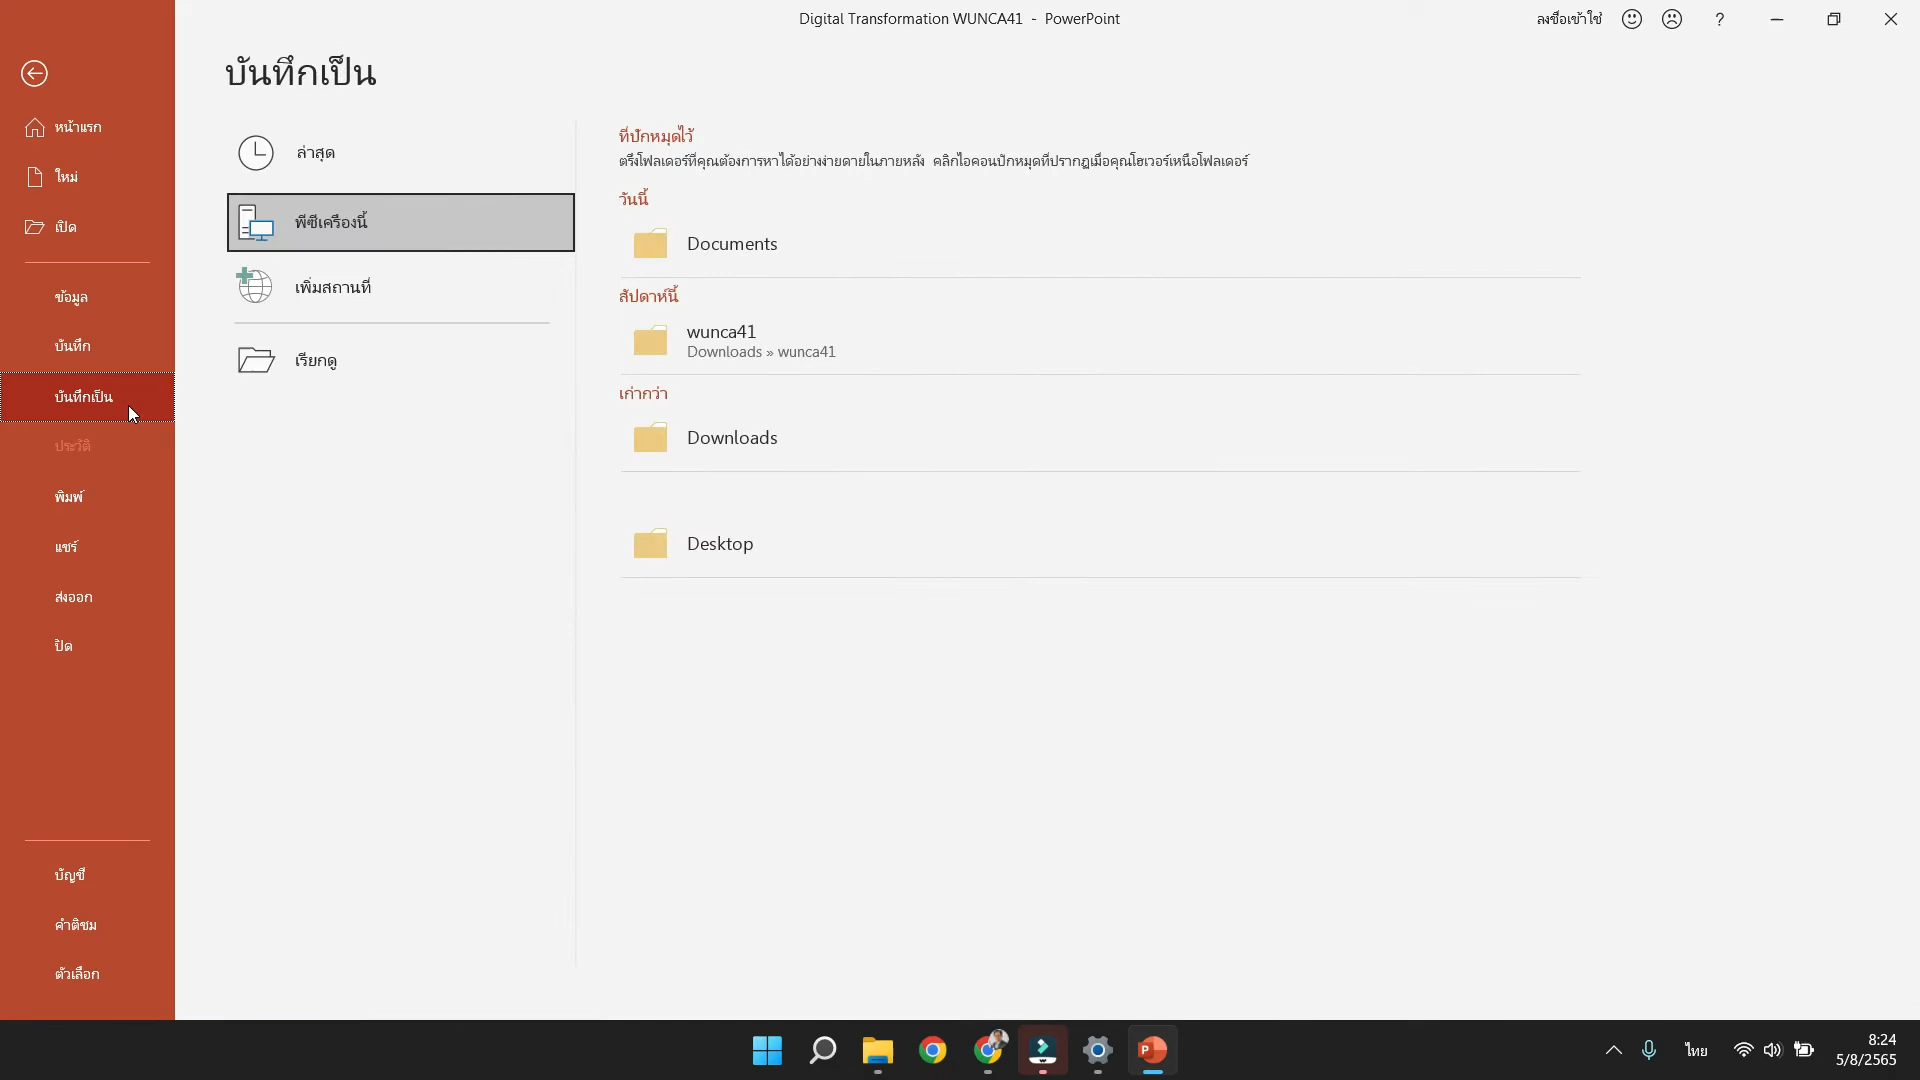 Digital Transformation WUNCA41 - PowerPoint
ลงชื่อเข้าใช้
?
บันทึกเป็น
หน้าแรก
ใหม่
เปิด
ข้อมูล
บันทึก
บันทึกเป็น
ประวัติ
พิมพ์
แชร์
ส่งออก
ปิด
บัญชี
คำติชม
ตัวเลือก
ล่าสุด
พีซีเครื่องนี้
เพิ่มสถานที่
เรียกดู
ที่ปักหมุดไว้
ตรึงโฟลเดอร์ที่คุณต้องการหาได้อย่างง่ายดายในภายหลัง คลิกไอคอนปักหมุดที่ปรากฏเมื่อคุณโฮเวอร์เหนือโฟลเดอร์
วันนี้
Documents
สัปดาห์นี้
wunca41
Downloads » wunca41
เก่ากว่า
Downloads
Desktop
ไทย
8:24
5/8/2565